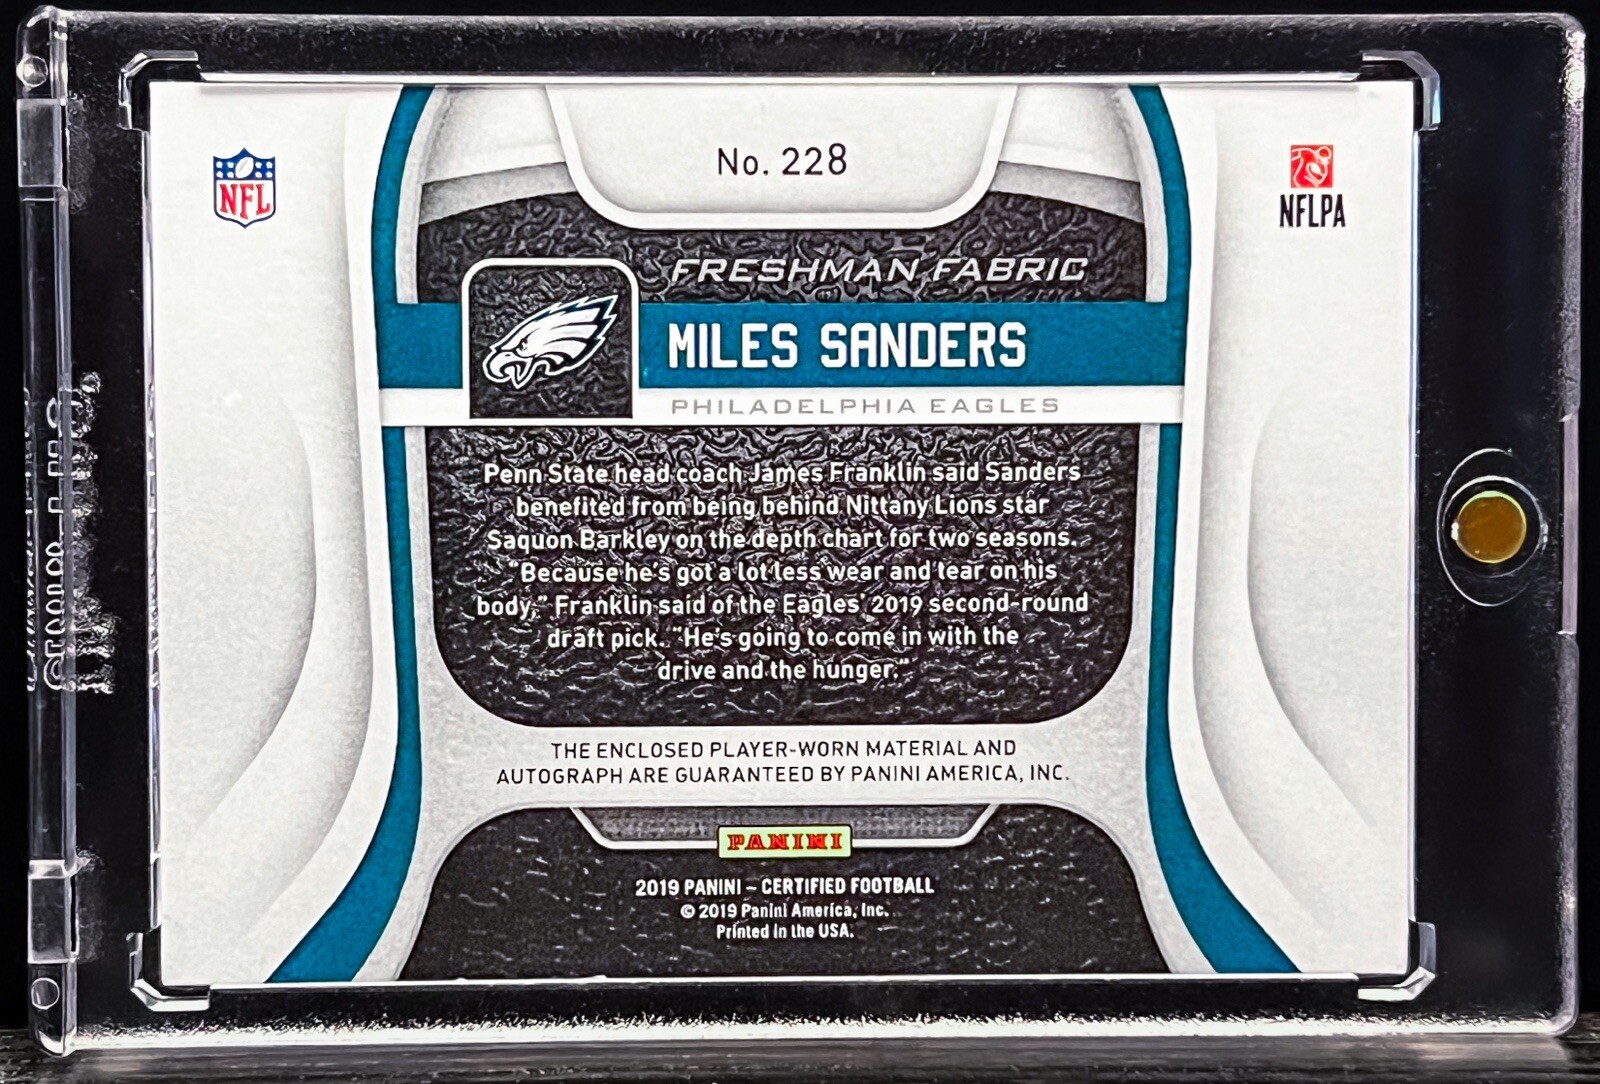 No. 228
NFL
NFLPA
FRESHMAN FABRIC
MILES SANDERS
PHILADELPHIA EAGLES
Penn State head coach James Franklin said Sanders
benefited from being behind Nittany Lions star
Saquon Barkley on the depth chart for two seasons.
"Because he's got a lot less wear and tear on his
body," Franklin said of the Eagles' 2019 second-round
draft pick. "He's going to come in with the
drive and the hunger."
THE ENCLOSED PLAYER-WORN MATERIAL AND
AUTOGRAPH ARE GUARANTEED BY PANINI AMERICA, INC.
PANINI
2019 PANINI – CERTIFIED FOOTBALL
© 2019 Panini America, Inc.
Printed in the USA.